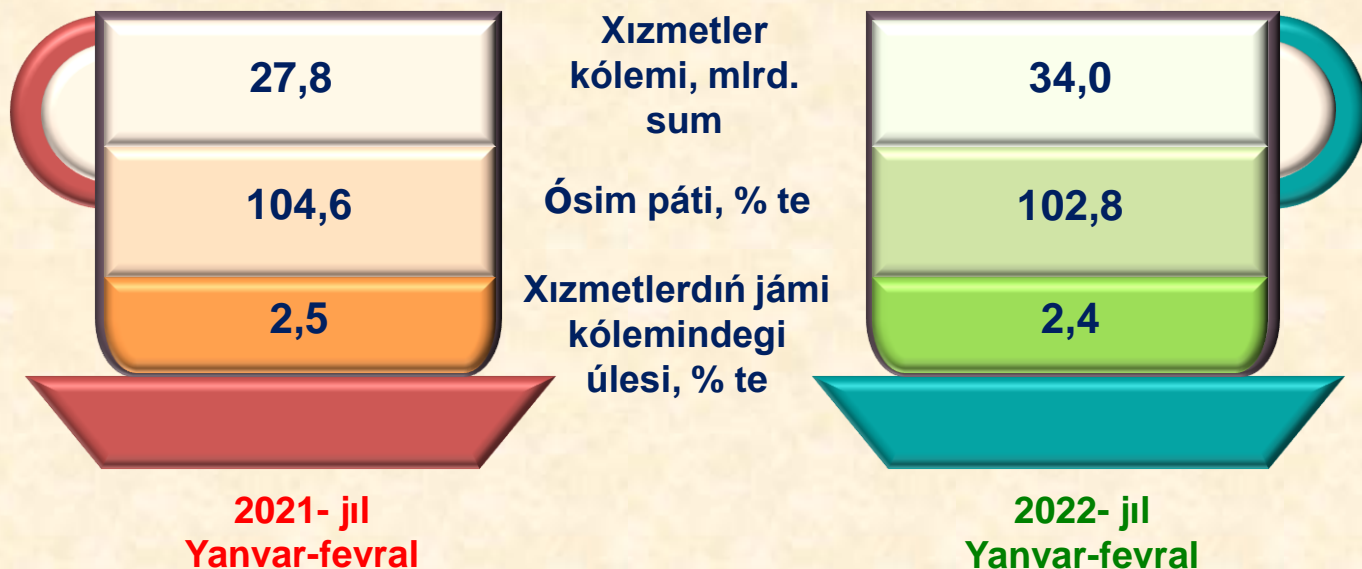 27,8
Xızmetler
kólemi, mlrd.
sum
34,0
104,6
Ósim páti, % te
102,8
2,5
Xızmetlerdıń jámi
kólemindegi
úlesi, % te
2,4
2021- jıl
Yanvar-fevral
2022- jıl
Yanvar-fevral